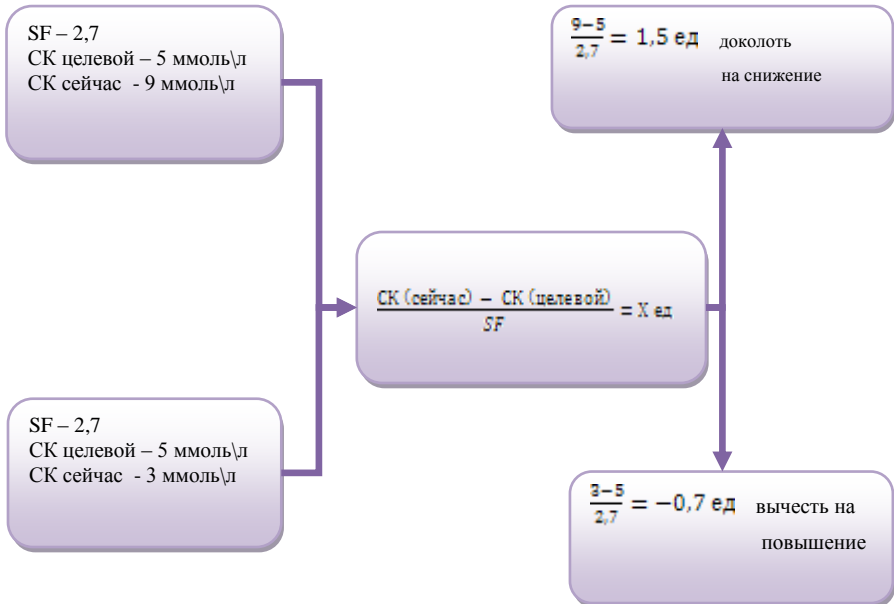 SF – 2,7
СК целевой – 5 ммоль\л
СК сейчас - 9 ммоль\л
9−5/2,7 = 1,5 ед доколоть
на снижение
СК (сейчас) − СК (целевой)/SF = X ед
SF – 2,7
СК целевой – 5 ммоль\л
СК сейчас - 3 ммоль\л
3−5/2,7 = −0,7 ед вычесть на
повышение